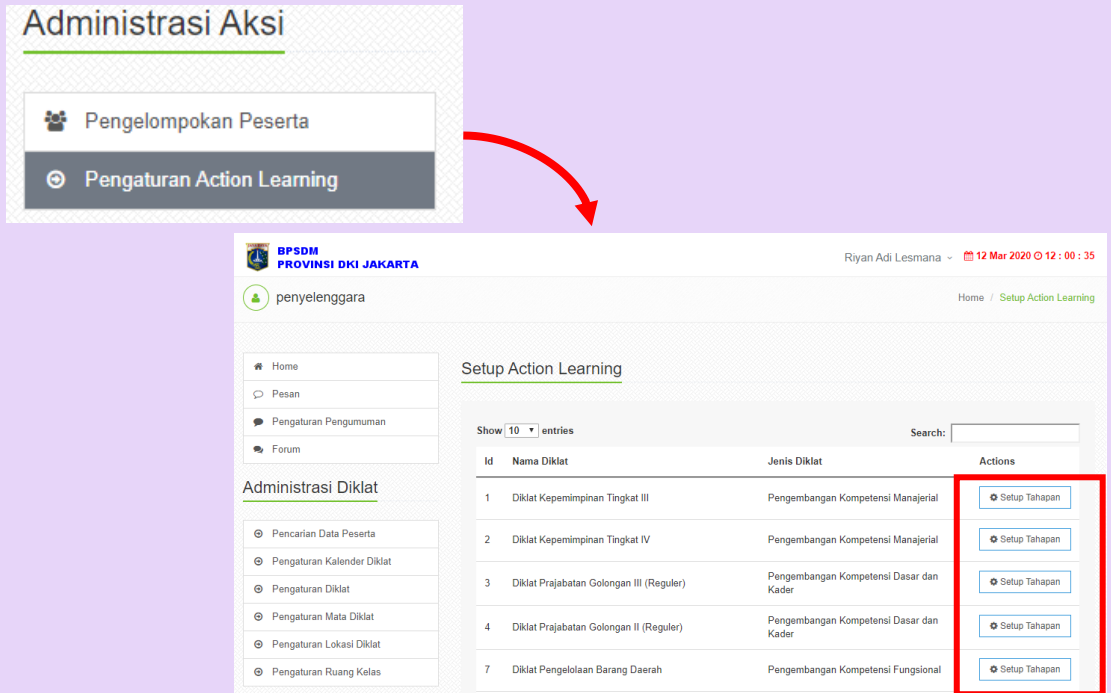 Administrasi Aksi
Pengelompokan Peserta
Pengaturan Action Learning
BPSDM
PROVINSI DKI JAKARTA
Riyan Adi Lesmana
12 Mar 2020 12 : 00 : 35
penyelenggara
Home / Setup Action Learning
Home
Pesan
Pengaturan Pengumuman
Forum
Administrasi Diklat
Pencarian Data Peserta
Pengaturan Kalender Diklat
Pengaturan Diklat
Pengaturan Mata Diklat
Pengaturan Lokasi Diklat
Pengaturan Ruang Kelas
Setup Action Learning
Show 10 entries
Search:
Id Nama Diklat Jenis Diklat Actions
1 Diklat Kepemimpinan Tingkat III Pengembangan Kompetensi Manajerial Setup Tahapan
2 Diklat Kepemimpinan Tingkat IV Pengembangan Kompetensi Manajerial Setup Tahapan
3 Diklat Prajabatan Golongan III (Reguler) Pengembangan Kompetensi Dasar dan
Kader Setup Tahapan
4 Diklat Prajabatan Golongan II (Reguler) Pengembangan Kompetensi Dasar dan
Kader Setup Tahapan
7 Diklat Pengelolaan Barang Daerah Pengembangan Kompetensi Fungsional Setup Tahapan